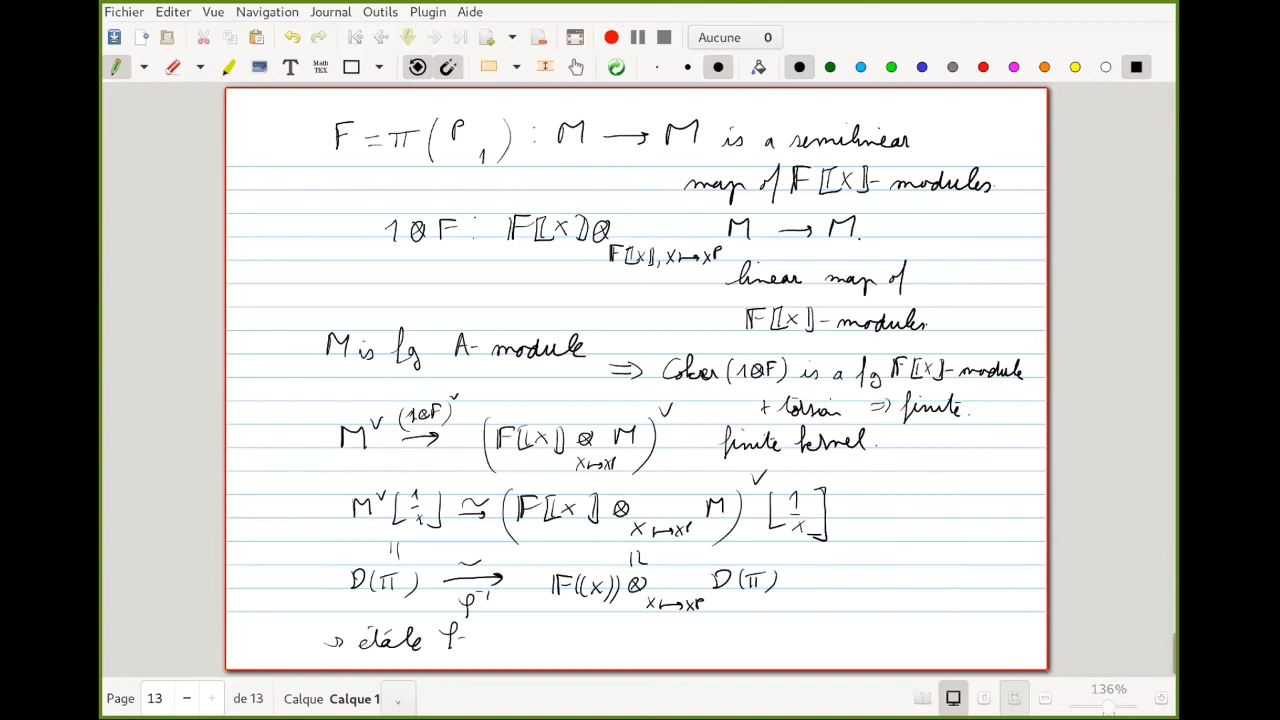 Fichier Editer Vue Navigation Journal Outils Plugin Aide
Aucune 0
T Math TEX
F = π(p 1) : M → M is a semilinear
map of 𝔽⟦X⟧-modules.
1⊗F : 𝔽⟦X⟧⊗_{𝔽⟦X⟧, X↦X^p} M → M.
linear map of
𝔽⟦X⟧-modules.
M is fg A-module
⇒ Coker (1⊗F) is a fg 𝔽⟦X⟧-module
+ torsion ⇒ finite.
M^∨ →^{(1⊗F)^∨} (𝔽⟦X⟧ ⊗_{X↦X^p} M)^∨ finite kernel.
M^∨[1/X] ≃→ (𝔽⟦X⟧ ⊗_{X↦X^p} M)^∨ [1/X]
|| ≀|
D(π) ∼→_{φ^{-1}} 𝔽((X)) ⊗_{X↦X^p} D(π)
⇝ étale φ-
Page 13 − + de 13 Calque Calque 1 136%